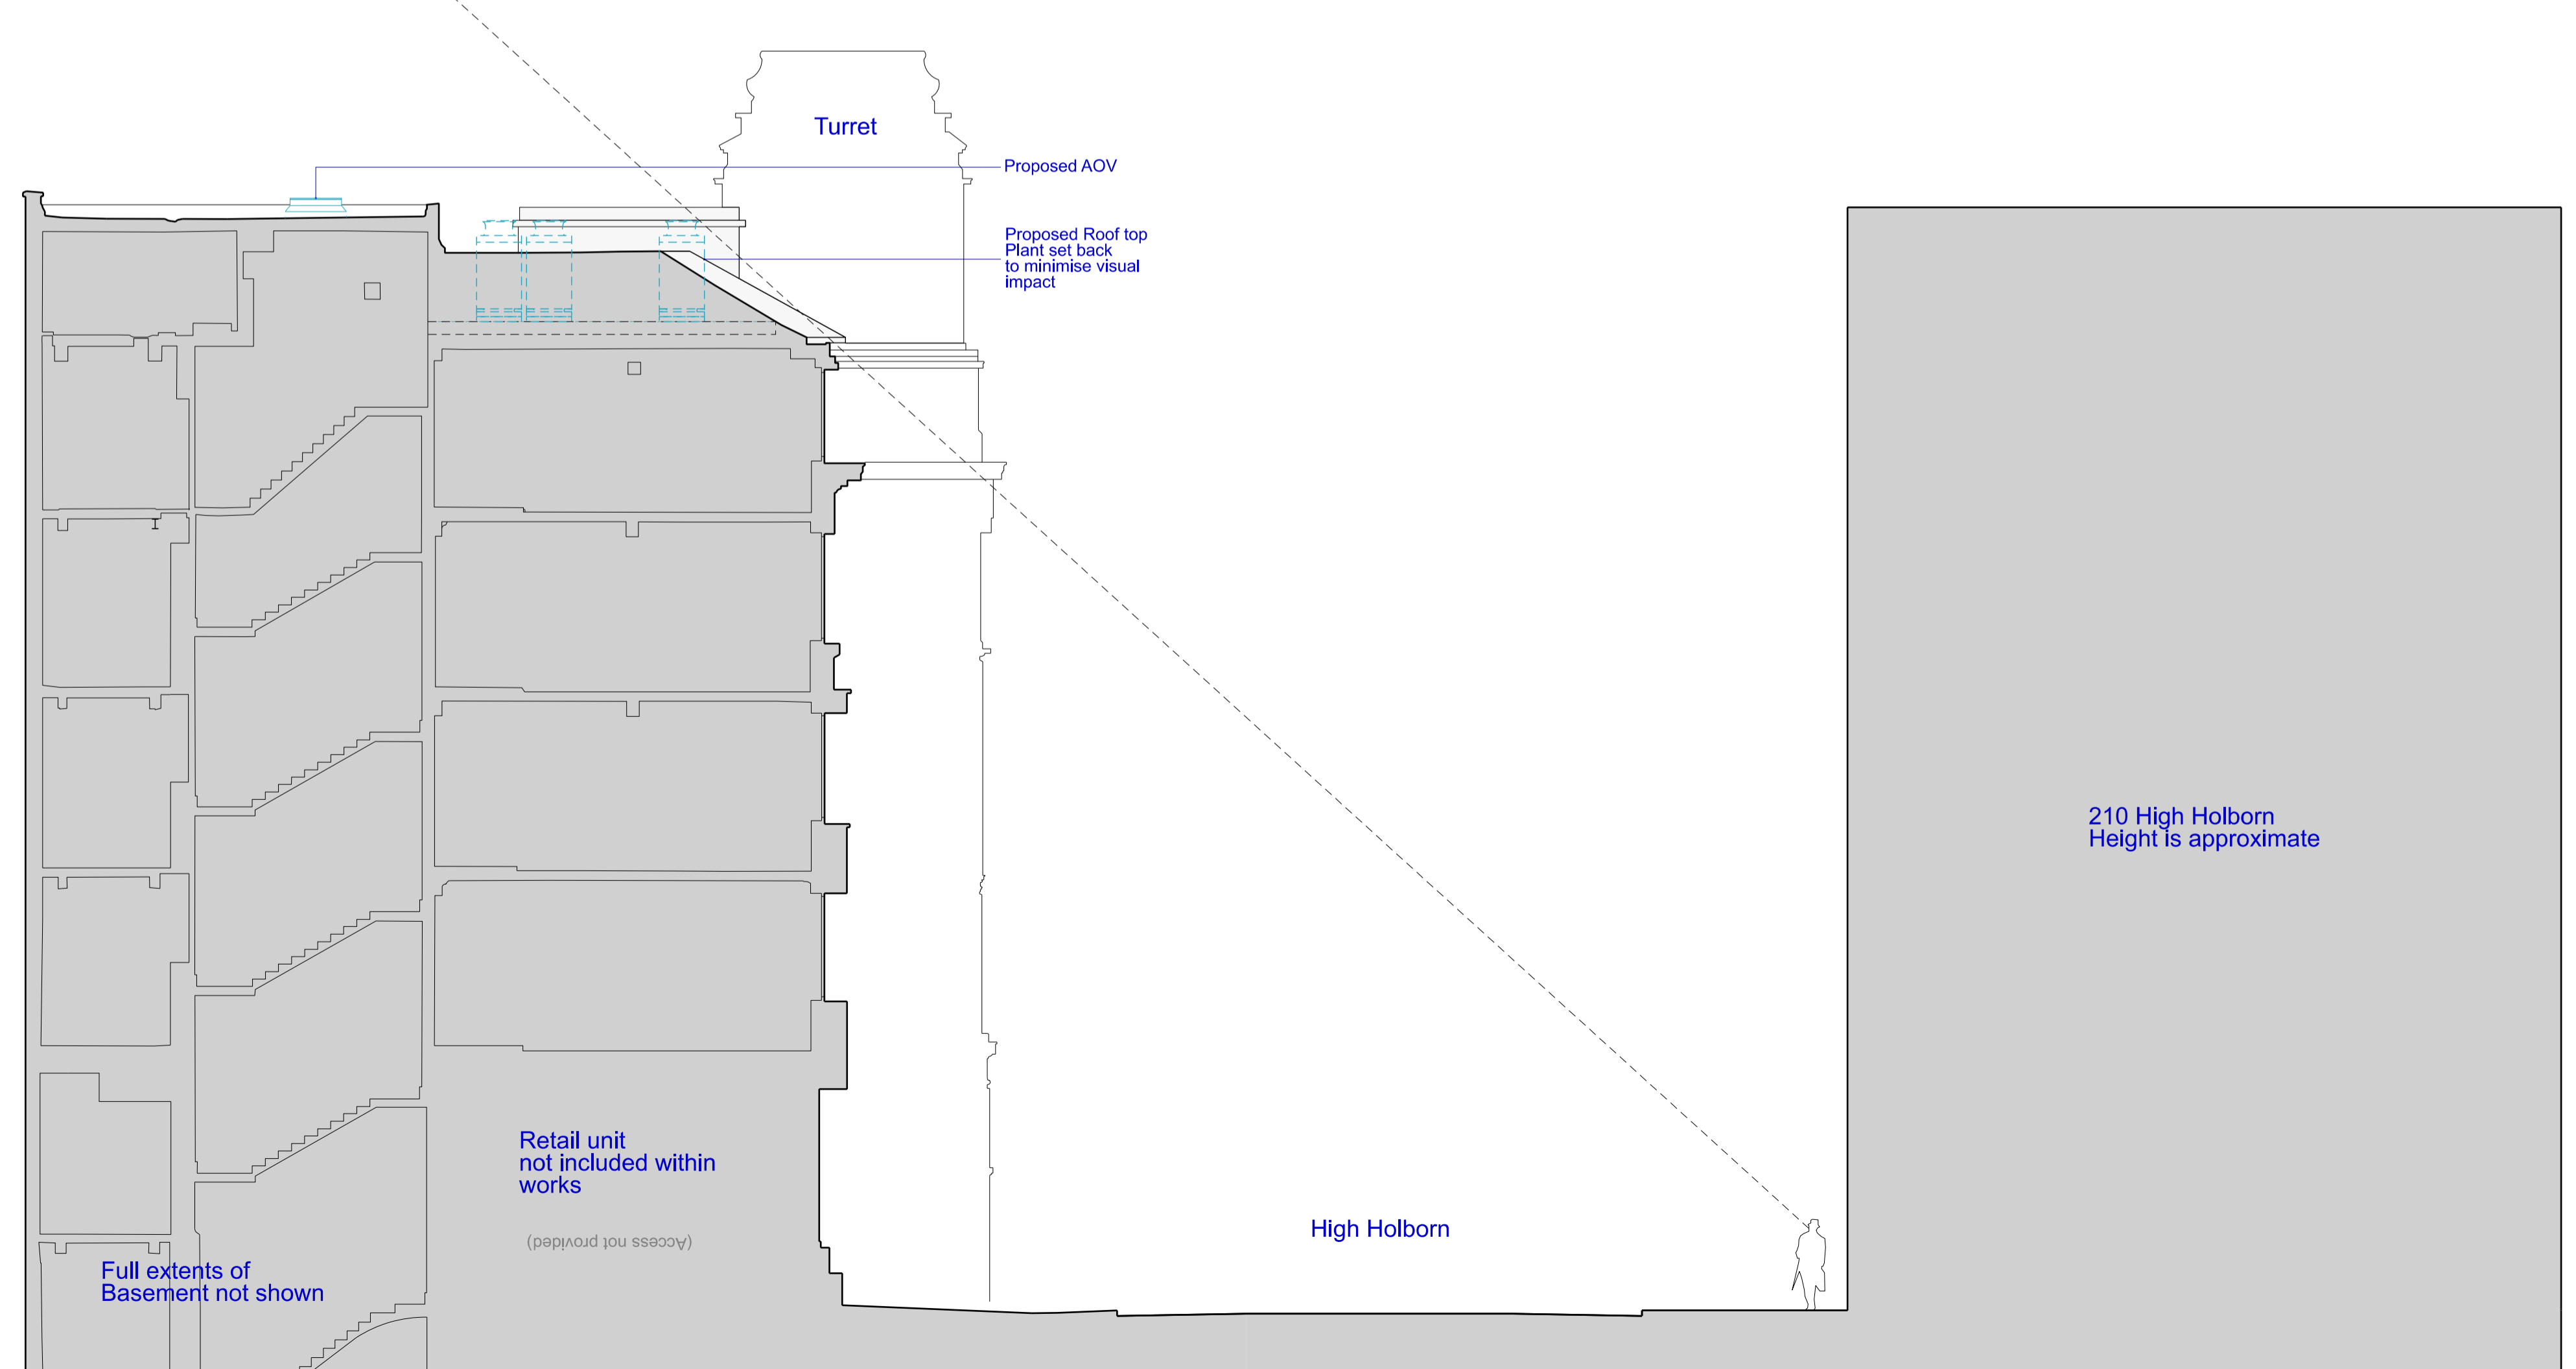 Turret
Proposed AOV
Proposed Roof top
Plant set back
to minimise visual
impact
210 High Holborn
Height is approximate
Retail unit
not included within
works
(Access not provided)
High Holborn
Full extents of
Basement not shown